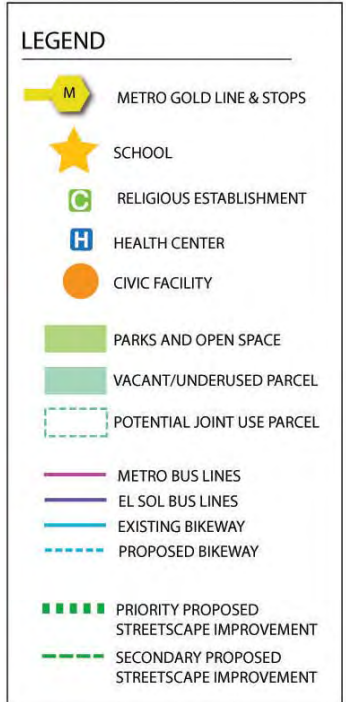 LEGEND
M METRO GOLD LINE & STOPS
SCHOOL
C RELIGIOUS ESTABLISHMENT
H HEALTH CENTER
CIVIC FACILITY
PARKS AND OPEN SPACE
VACANT/UNDERUSED PARCEL
POTENTIAL JOINT USE PARCEL
METRO BUS LINES
EL SOL BUS LINES
EXISTING BIKEWAY
PROPOSED BIKEWAY
PRIORITY PROPOSED
STREETSCAPE IMPROVEMENT
SECONDARY PROPOSED
STREETSCAPE IMPROVEMENT